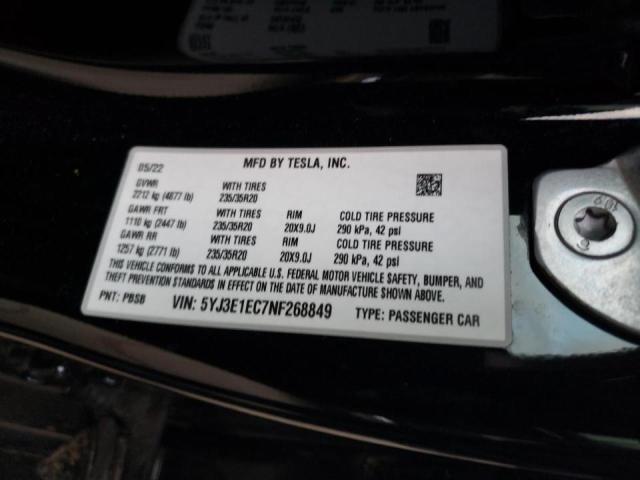 MFD BY TESLA, INC.
05/22
GVWR WITH TIRES
2212 kg (4877 lb) 235/35R20
GAWR FRT WITH TIRES RIM COLD TIRE PRESSURE
1110 kg (2447 lb) 235/35R20 20X9.0J 290 kPa, 42 psi
GAWR RR WITH TIRES RIM COLD TIRE PRESSURE
1257 kg (2771 lb) 235/35R20 20X9.0J 290 kPa, 42 psi
THIS VEHICLE CONFORMS TO ALL APPLICABLE U.S. FEDERAL MOTOR VEHICLE SAFETY, BUMPER, AND
THEFT PREVENTION STANDARDS IN EFFECT ON THE DATE OF MANUFACTURE SHOWN ABOVE.
PNT: PBSB VIN: 5YJ3E1EC7NF268849 TYPE: PASSENGER CAR